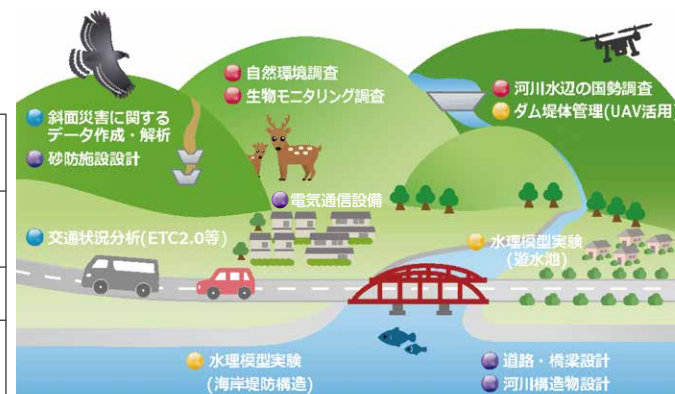 自然環境調査
生物モニタリング調査
河川水辺の国勢調査
ダム堤体管理(UAV活用)
斜面災害に関する
データ作成・解析
砂防施設設計
電気通信設備
交通状況分析(ETC2.0等)
水理模型実験
(遊水池)
水理模型実験
(海岸堤防構造)
道路・橋梁設計
河川構造物設計